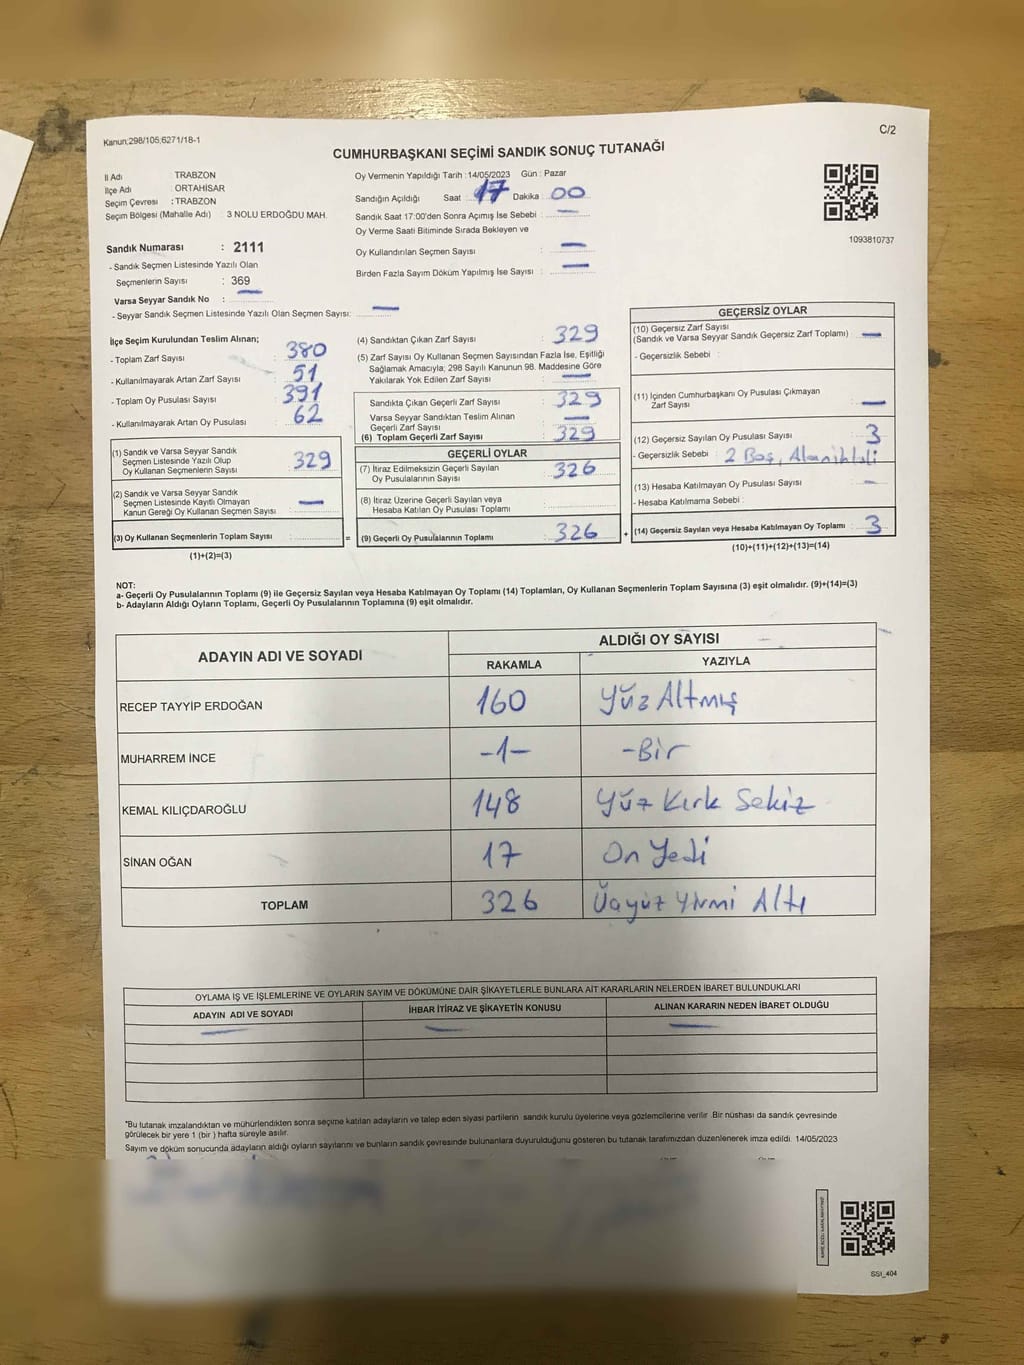 Kanun;298/105;6271/18-1
C/2
CUMHURBAŞKANI SEÇİMİ SANDIK SONUÇ TUTANAĞI
İl Adı : TRABZON
İlçe Adı : ORTAHİSAR
Seçim Çevresi : TRABZON
Seçim Bölgesi (Mahalle Adı) : 3 NOLU ERDOĞDU MAH.
Sandık Numarası : 2111
- Sandık Seçmen Listesinde Yazılı Olan
Seçmenlerin Sayısı : 369
Varsa Seyyar Sandık No : —
- Seyyar Sandık Seçmen Listesinde Yazılı Olan Seçmen Sayısı: —
Oy Vermenin Yapıldığı Tarih : 14/05/2023 Gün : Pazar
Sandığın Açıldığı Saat : 17 Dakika : 00
Sandık Saat 17:00'den Sonra Açımış İse Sebebi : —
Oy Verme Saati Bitiminde Sırada Bekleyen ve
Oy Kullandırılan Seçmen Sayısı : —
Birden Fazla Sayım Döküm Yapılmış İse Sayısı : —
1093810737
İlçe Seçim Kurulundan Teslim Alınan;
- Toplam Zarf Sayısı : 380
- Kullanılmayarak Artan Zarf Sayısı : 51
- Toplam Oy Pusulası Sayısı : 391
- Kullanılmayarak Artan Oy Pusulası : 62
(1) Sandık ve Varsa Seyyar Sandık
Seçmen Listesinde Yazılı Olup
Oy Kullanan Seçmenlerin Sayısı : 329
(2) Sandık ve Varsa Seyyar Sandık
Seçmen Listesinde Kayıtlı Olmayan
Kanun Gereği Oy Kullanan Seçmen Sayısı : —
(3) Oy Kullanan Seçmenlerin Toplam Sayısı : =
(1)+(2)=(3)
(4) Sandıktan Çıkan Zarf Sayısı : 329
(5) Zarf Sayısı Oy Kullanan Seçmen Sayısından Fazla İse, Eşitliği
Sağlamak Amacıyla; 298 Sayılı Kanunun 98. Maddesine Göre
Yakılarak Yok Edilen Zarf Sayısı : —
Sandıkta Çıkan Geçerli Zarf Sayısı : 329
Varsa Seyyar Sandıktan Teslim Alınan
Geçerli Zarf Sayısı : —
(6) Toplam Geçerli Zarf Sayısı : 329
GEÇERLİ OYLAR
(7) İtiraz Edilmeksizin Geçerli Sayılan
Oy Pusulalarının Sayısı : 326
(8) İtiraz Üzerine Geçerli Sayılan veya
Hesaba Katılan Oy Pusulası Toplamı :
(9) Geçerli Oy Pusulalarının Toplamı : 326 +
GEÇERSİZ OYLAR
(10) Geçersiz Zarf Sayısı
(Sandık ve Varsa Seyyar Sandık Geçersiz Zarf Toplamı) : —
- Geçersizlik Sebebi :
(11) İçinden Cumhurbaşkanı Oy Pusulası Çıkmayan
Zarf Sayısı : —
(12) Geçersiz Sayılan Oy Pusulası Sayısı : 3
- Geçersizlik Sebebi : 2 Boş,
(13) Hesaba Katılmayan Oy Pusulası Sayısı : —
- Hesaba Katılmama Sebebi :
(14) Geçersiz Sayılan veya Hesaba Katılmayan Oy Toplamı : 3
(10)+(11)+(12)+(13)=(14)
NOT:
a- Geçerli Oy Pusulalarının Toplamı (9) ile Geçersiz Sayılan veya Hesaba Katılmayan Oy Toplamı (14) Toplamları, Oy Kullanan Seçmenlerin Toplam Sayısına (3) eşit olmalıdır. (9)+(14)=(3)
b- Adayların Aldığı Oyların Toplamı, Geçerli Oy Pusulalarının Toplamına (9) eşit olmalıdır.
ADAYIN ADI VE SOYADI
ALDIĞI OY SAYISI
RAKAMLA YAZIYLA
RECEP TAYYİP ERDOĞAN 160 Yüz Altmış
MUHARREM İNCE -1- -Bir
KEMAL KILIÇDAROĞLU 148 Yüz Kırk Sekiz
SİNAN OĞAN 17 On Yedi
TOPLAM 326 Üçyüz Yirmi Altı
OYLAMA İŞ VE İŞLEMLERİNE VE OYLARIN SAYIM VE DÖKÜMÜNE DAİR ŞİKAYETLERLE BUNLARA AİT KARARLARIN NELERDEN İBARET BULUNDUKLARI
ADAYIN ADI VE SOYADI İHBAR İTİRAZ VE ŞİKAYETİN KONUSU ALINAN KARARIN NEDEN İBARET OLDUĞU
— — —
*Bu tutanak imzalandıktan ve mühürlendikten sonra seçime katılan adayların ve talep eden siyasi partilerin sandık kurulu üyelerine veya gözlemcilerine verilir .Bir nüshası da sandık çevresinde
görülecek bir yere 1 (bir ) hafta süreyle asılır.
Sayım ve döküm sonucunda adayların aldığı oyların sayılarını ve bunların sandık çevresinde bulunanlara duyurulduğunu gösteren bu tutanak tarafımızdan düzenlenerek imza edildi. 14/05/2023
SSİ_404